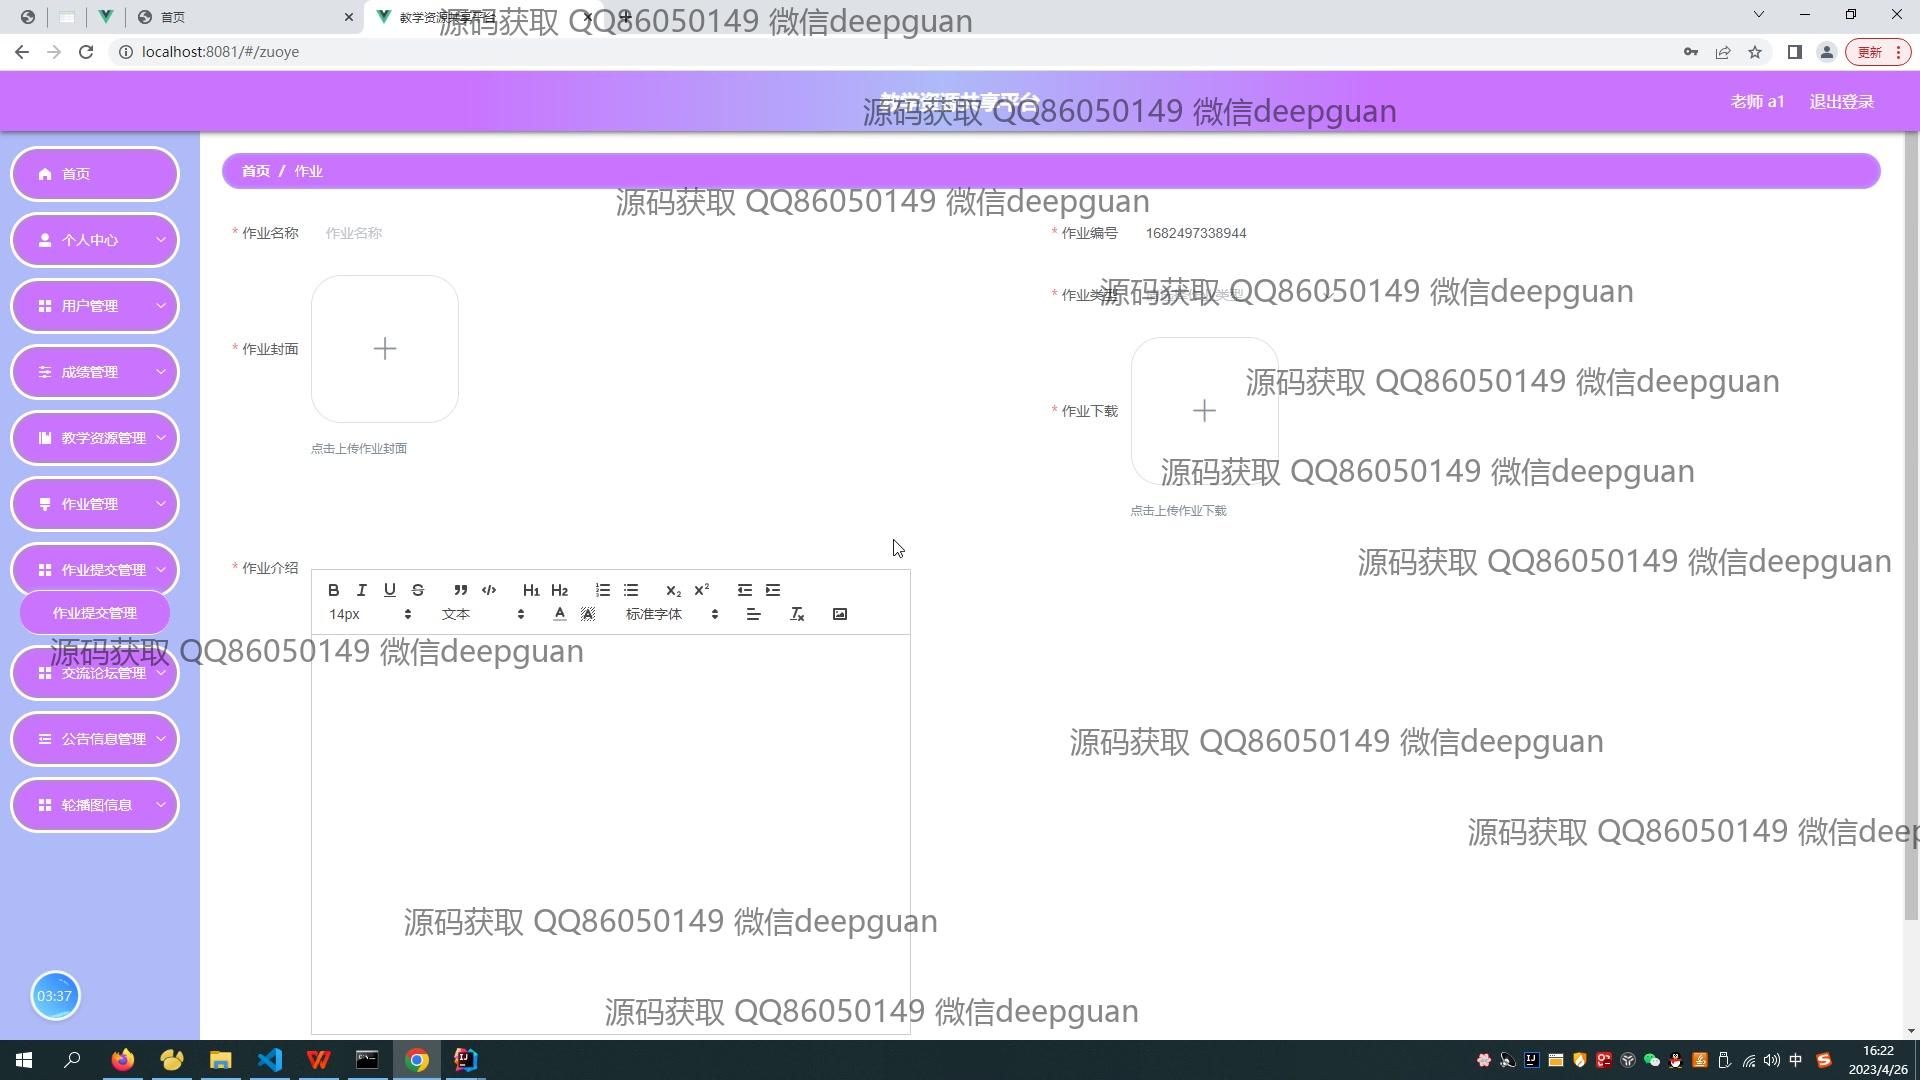 首页
教学资源共享平台
源码获取 QQ86050149 微信deepguan
localhost:8081/#/zuoye
更新
教学资源共享平台
老师 a1
退出登录
源码获取 QQ86050149 微信deepguan
首页
首页 / 作业
源码获取 QQ86050149 微信deepguan
个人中心
* 作业名称
作业名称
* 作业编号
1682497338944
用户管理
* 作业类型
源码获取 QQ86050149 微信deepguan
* 作业封面
成绩管理
源码获取 QQ86050149 微信deepguan
* 作业下载
教学资源管理
点击上传作业封面
源码获取 QQ86050149 微信deepguan
作业管理
点击上传作业下载
源码获取 QQ86050149 微信deepguan
作业提交管理
* 作业介绍
B I U S H1 H2 x₂ x²
14px
文本
A
标准字体
作业提交管理
源码获取 QQ86050149 微信deepguan
交流论坛管理
公告信息管理
源码获取 QQ86050149 微信deepguan
轮播图信息
源码获取 QQ86050149 微信deep
源码获取 QQ86050149 微信deepguan
03:37
源码获取 QQ86050149 微信deepguan
中
16:22
2023/4/26